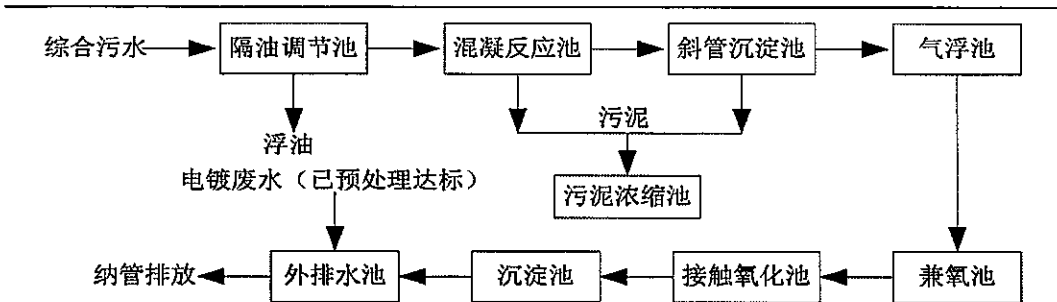 综合污水
隔油调节池
混凝反应池
斜管沉淀池
气浮池
污泥
浮油
电镀废水（已预处理达标）
污泥浓缩池
纳管排放
外排水池
沉淀池
接触氧化池
兼氧池